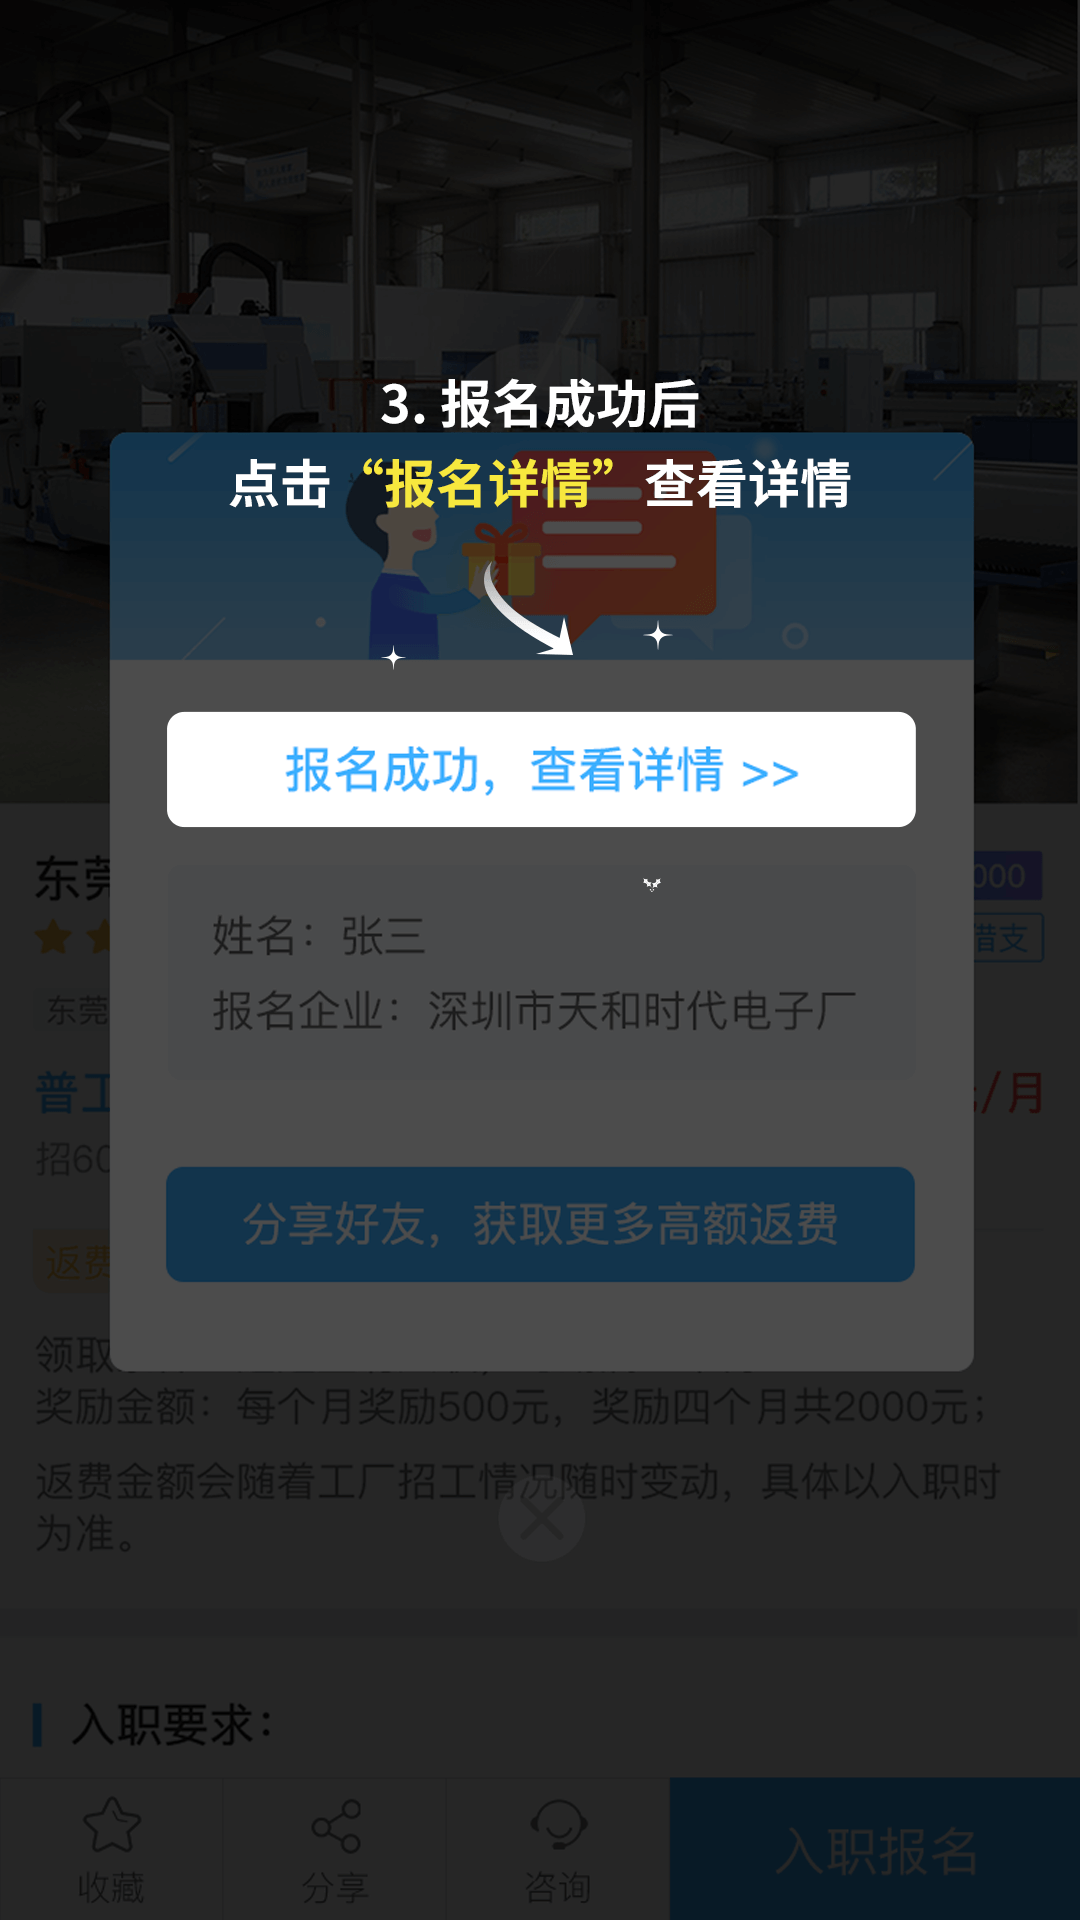 3. 报名成功后
点击“报名详情”查看详情
报名成功，查看详情 >>
东莞
000
借支
姓名：张三
东莞
报名企业：深圳市天和时代电子厂
普工
/月
招60
分享好友，获取更多高额返费
返费
领取
奖励金额：每个月奖励500元，奖励四个月共2000元；
返费金额会随着工厂招工情况随时变动，具体以入职时
为准。
入职要求：
收藏
分享
咨询
入职报名